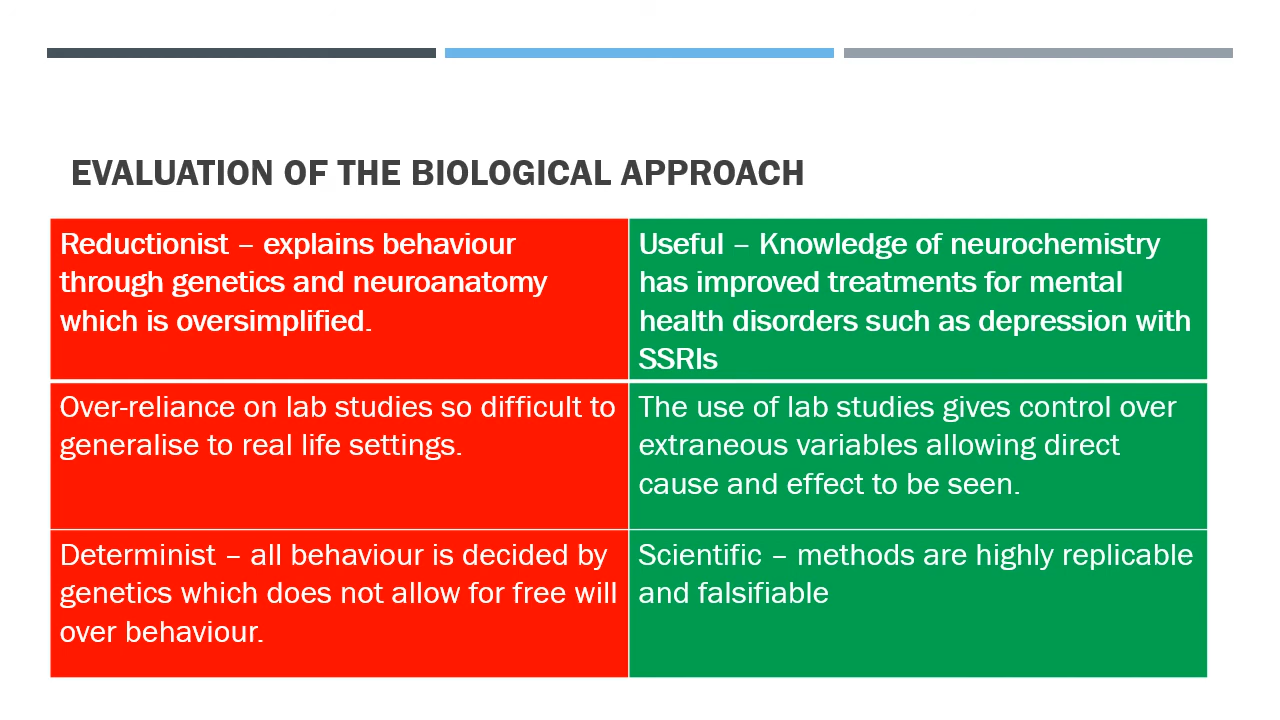 EVALUATION OF THE BIOLOGICAL APPROACH
Reductionist – explains behaviour
through genetics and neuroanatomy
which is oversimplified.
Useful – Knowledge of neurochemistry
has improved treatments for mental
health disorders such as depression with
SSRIs
Over-reliance on lab studies so difficult to
generalise to real life settings.
The use of lab studies gives control over
extraneous variables allowing direct
cause and effect to be seen.
Determinist – all behaviour is decided by
genetics which does not allow for free will
over behaviour.
Scientific – methods are highly replicable
and falsifiable